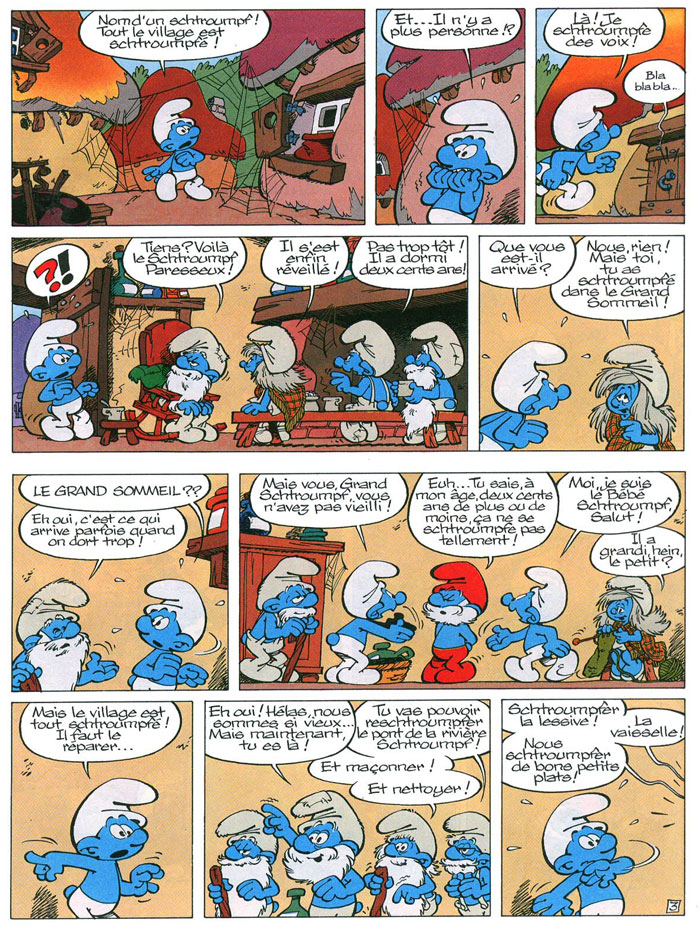 Nom d'un schtroumpf!
Tout le village est
schtroumpfé!
Et...Il n'y a
plus personne!?
Là! Je
schtroumpfe
des voix!
Bla
bla bla...
?!
Tiens? Voilà
le Schtroumpf
Paresseux!
Il s'est
enfin
réveillé!
Pas trop tôt!
Il a dormi
deux cents ans!
Que vous
est-il
arrivé?
Nous, rien!
Mais toi,
tu as
schtroumpfé
dans le Grand
Sommeil!
LE GRAND SOMMEIL??
Eh oui, c'est ce qui
arrive parfois quand
on dort trop!
Mais vous, Grand
Schtroumpf, vous
n'avez pas vieilli!
Euh...Tu sais, à
mon âge, deux cents
ans de plus ou de
moins, ça ne se
schtroumpfe pas
tellement!
Moi, je suis
le Bébé
Schtroumpf,
Salut!
Il a
grandi, hein,
le petit?
Mais le village est
tout schtroumpfé!
Il faut le
réparer...
Eh oui! Hélas, nous
sommes si vieux...
Mais maintenant,
tu es là!
Tu vas pouvoir
reschtroumpfer
le pont de la rivière
Schtroumpf!
Et maçonner!
Et nettoyer!
Schtroumpfer
la lessive!
La
vaisselle!
Nous
schtroumpfer
de bons petits
plats!
3